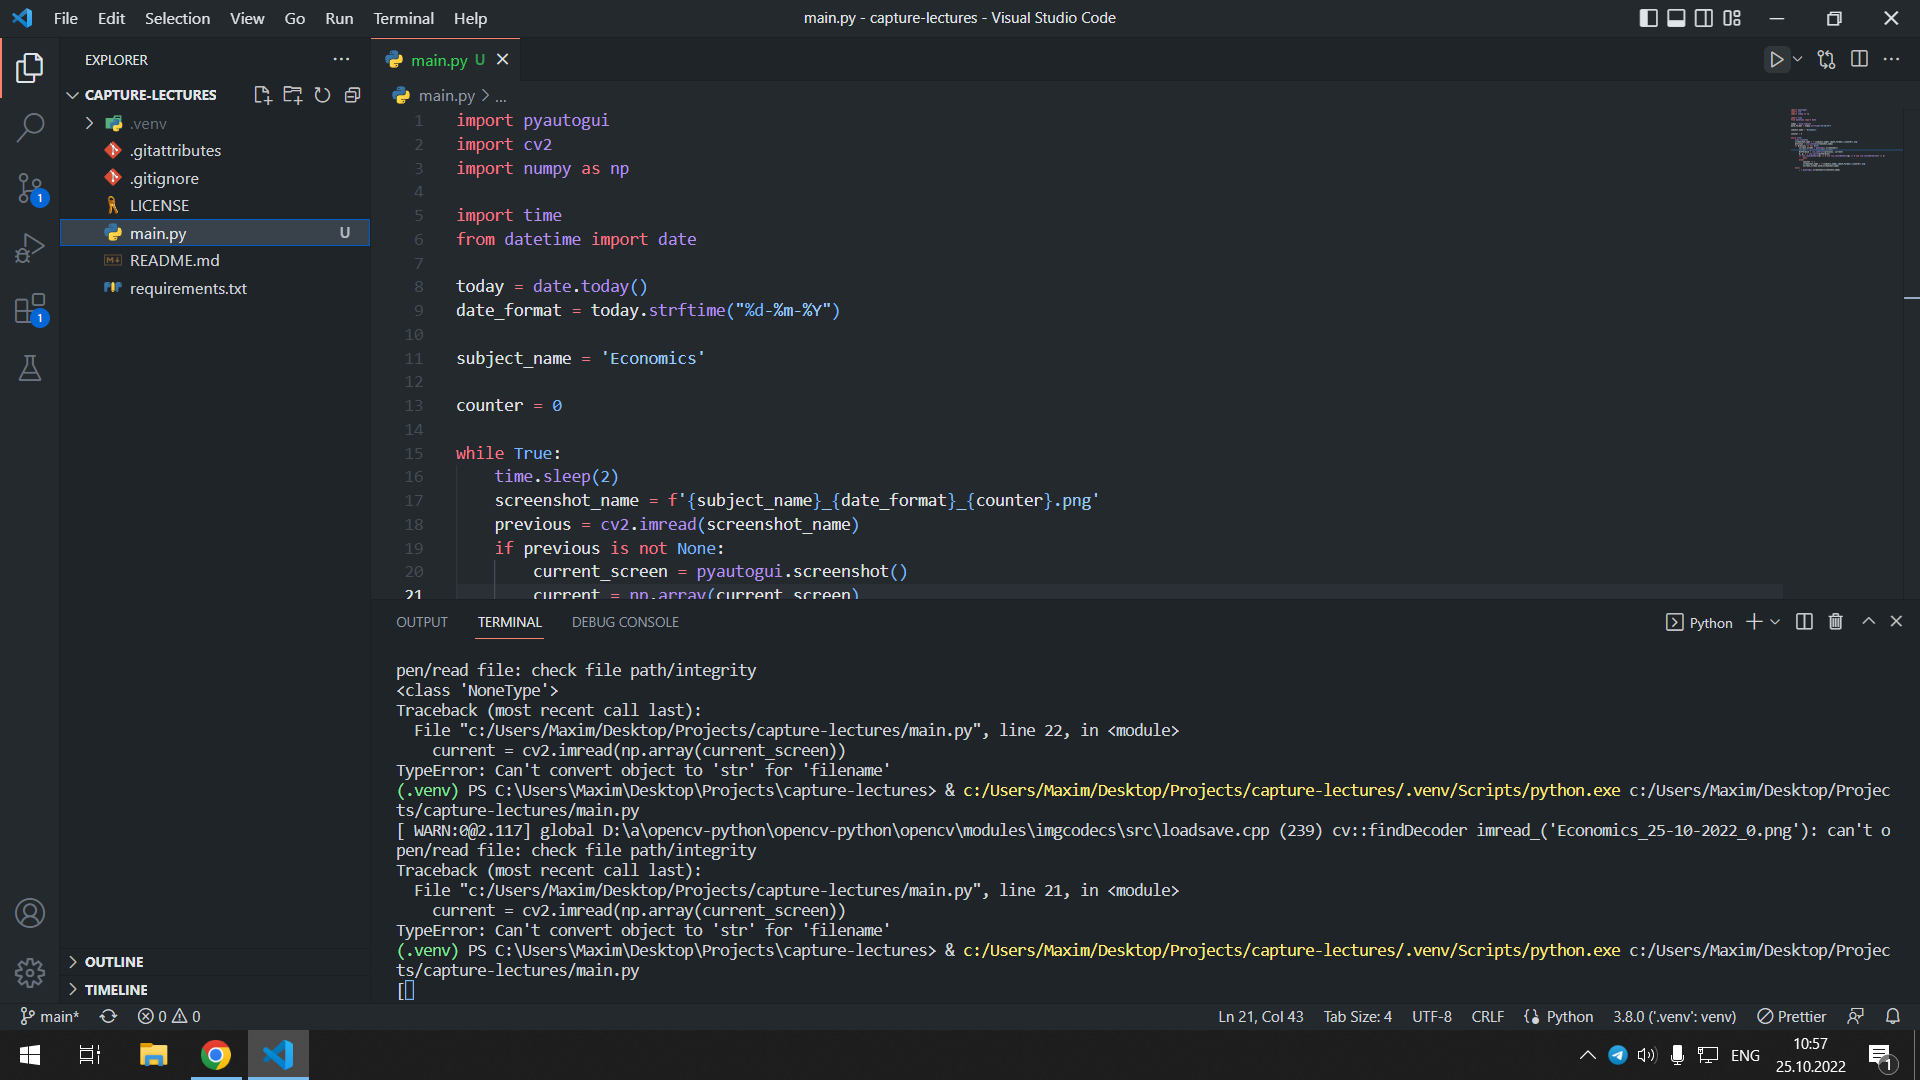 File Edit Selection View Go Run Terminal Help
main.py - capture-lectures - Visual Studio Code
EXPLORER
CAPTURE-LECTURES
.venv
.gitattributes
.gitignore
LICENSE
main.py U
README.md
requirements.txt
OUTLINE
TIMELINE
1
1
main.py U
main.py > ...
1 import pyautogui
2 import cv2
3 import numpy as np
4
5 import time
6 from datetime import date
7
8 today = date.today()
9 date_format = today.strftime("%d-%m-%Y")
10
11 subject_name = 'Economics'
12
13 counter = 0
14
15 while True:
16 time.sleep(2)
17 screenshot_name = f'{subject_name}_{date_format}_{counter}.png'
18 previous = cv2.imread(screenshot_name)
19 if previous is not None:
20 current_screen = pyautogui.screenshot()
21 current = np.array(current_screen)
OUTPUT TERMINAL DEBUG CONSOLE
Python
pen/read file: check file path/integrity
<class 'NoneType'>
Traceback (most recent call last):
File "c:/Users/Maxim/Desktop/Projects/capture-lectures/main.py", line 22, in <module>
current = cv2.imread(np.array(current_screen))
TypeError: Can't convert object to 'str' for 'filename'
(.venv) PS C:\Users\Maxim\Desktop\Projects\capture-lectures> & c:/Users/Maxim/Desktop/Projects/capture-lectures/.venv/Scripts/python.exe c:/Users/Maxim/Desktop/Projec
ts/capture-lectures/main.py
[ WARN:0@2.117] global D:\a\opencv-python\opencv-python\opencv\modules\imgcodecs\src\loadsave.cpp (239) cv::findDecoder imread_('Economics_25-10-2022_0.png'): can't o
pen/read file: check file path/integrity
Traceback (most recent call last):
File "c:/Users/Maxim/Desktop/Projects/capture-lectures/main.py", line 21, in <module>
current = cv2.imread(np.array(current_screen))
TypeError: Can't convert object to 'str' for 'filename'
(.venv) PS C:\Users\Maxim\Desktop\Projects\capture-lectures> & c:/Users/Maxim/Desktop/Projects/capture-lectures/.venv/Scripts/python.exe c:/Users/Maxim/Desktop/Projec
ts/capture-lectures/main.py
[
main* 0 0
Ln 21, Col 43 Tab Size: 4 UTF-8 CRLF Python 3.8.0 ('.venv': venv) Prettier
ENG
10:57
25.10.2022
1